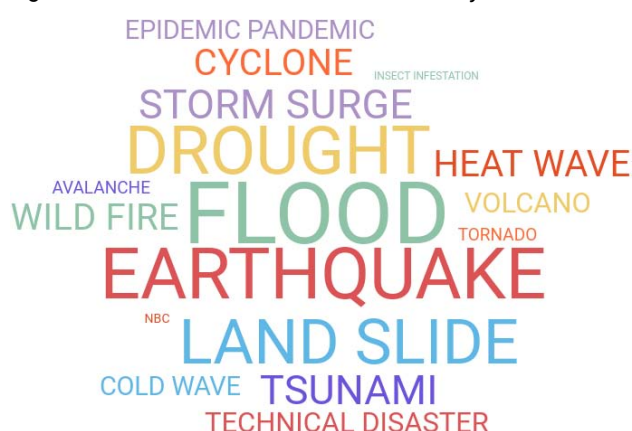 EPIDEMIC PANDEMIC
CYCLONE
INSECT INFESTATION
STORM SURGE
DROUGHT
HEAT WAVE
AVALANCHE
WILD FIRE
FLOOD
VOLCANO
TORNADO
EARTHQUAKE
NBC
LAND SLIDE
COLD WAVE
TSUNAMI
TECHNICAL DISASTER